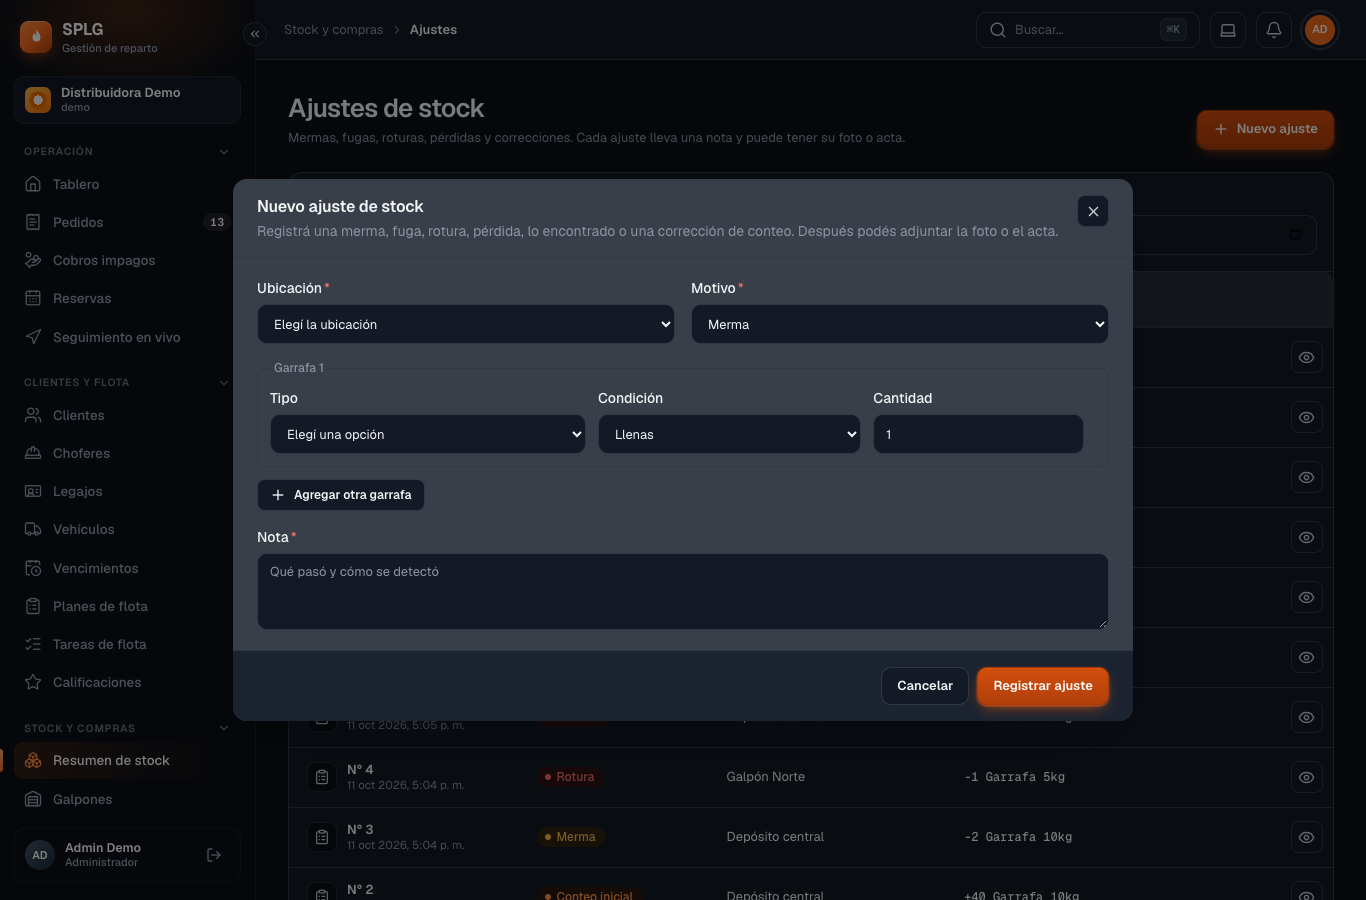 SPLG
Gestión de reparto
Distribuidora Demo
demo
OPERACIÓN
Tablero
Pedidos 13
Cobros impagos
Reservas
Seguimiento en vivo
CLIENTES Y FLOTA
Clientes
Choferes
Legajos
Vehículos
Vencimientos
Planes de flota
Tareas de flota
Calificaciones
STOCK Y COMPRAS
Resumen de stock
Galpones
AD
Admin Demo
Administrador
Stock y compras Ajustes
Buscar... ⌘K
AD
Ajustes de stock
Mermas, fugas, roturas, pérdidas y correcciones. Cada ajuste lleva una nota y puede tener su foto o acta.
Nuevo ajuste
Nuevo ajuste de stock
Registrá una merma, fuga, rotura, pérdida, lo encontrado o una corrección de conteo. Después podés adjuntar la foto o el acta.
Ubicación * Motivo *
Elegí la ubicación Merma
Garrafa 1
Tipo Condición Cantidad
Elegí una opción Llenas 1
Agregar otra garrafa
Nota *
Qué pasó y cómo se detectó
Cancelar Registrar ajuste
11 oct 2026, 5:05 p. m.
N° 4 Rotura Galpón Norte -1 Garrafa 5kg
11 oct 2026, 5:04 p. m.
N° 3 Merma Depósito central -2 Garrafa 10kg
11 oct 2026, 5:04 p. m.
N° 2 Conteo inicial Depósito central +40 Garrafa 10kg